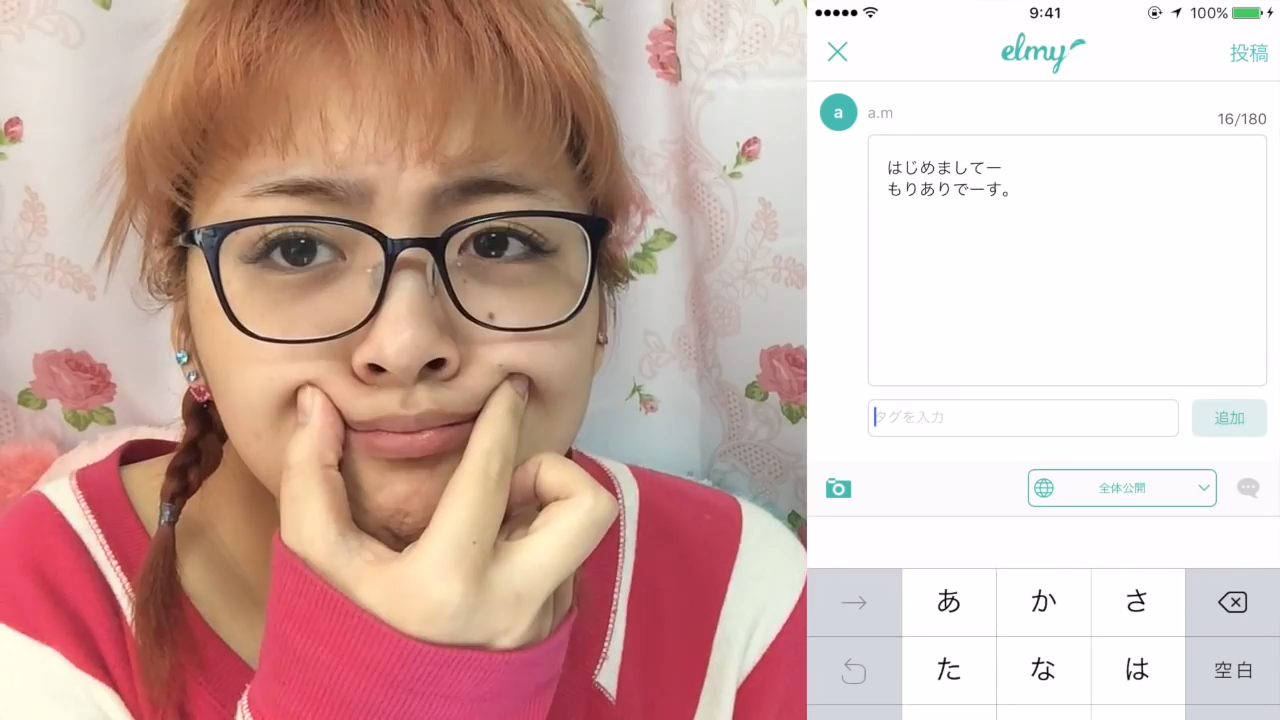 9:41
100%
elmy
投稿
a
a.m
16/180
はじめましてー
もりありでーす。
タグを入力
追加
全体公開
→
あ
か
さ
た
な
は
空白